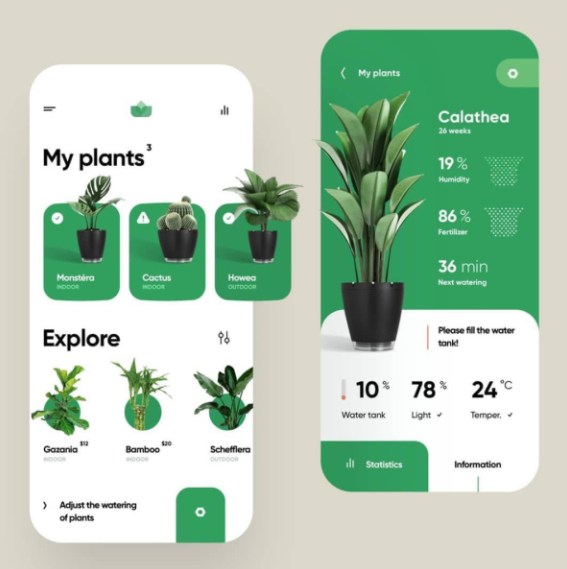 My plants 3
Monstéra
INDOOR
Cactus
INDOOR
Howea
OUTDOOR
Explore
Gazania $12
INDOOR
Bamboo $20
INDOOR
Schefflera
OUTDOOR
Adjust the watering
of plants
My plants
Calathea
26 weeks
19 %
Humidity
86 %
Fertilizer
36 min
Next watering
Please fill the water
tank!
10 %
Water tank
78 %
Light
24 °C
Temper.
Statistics
Information